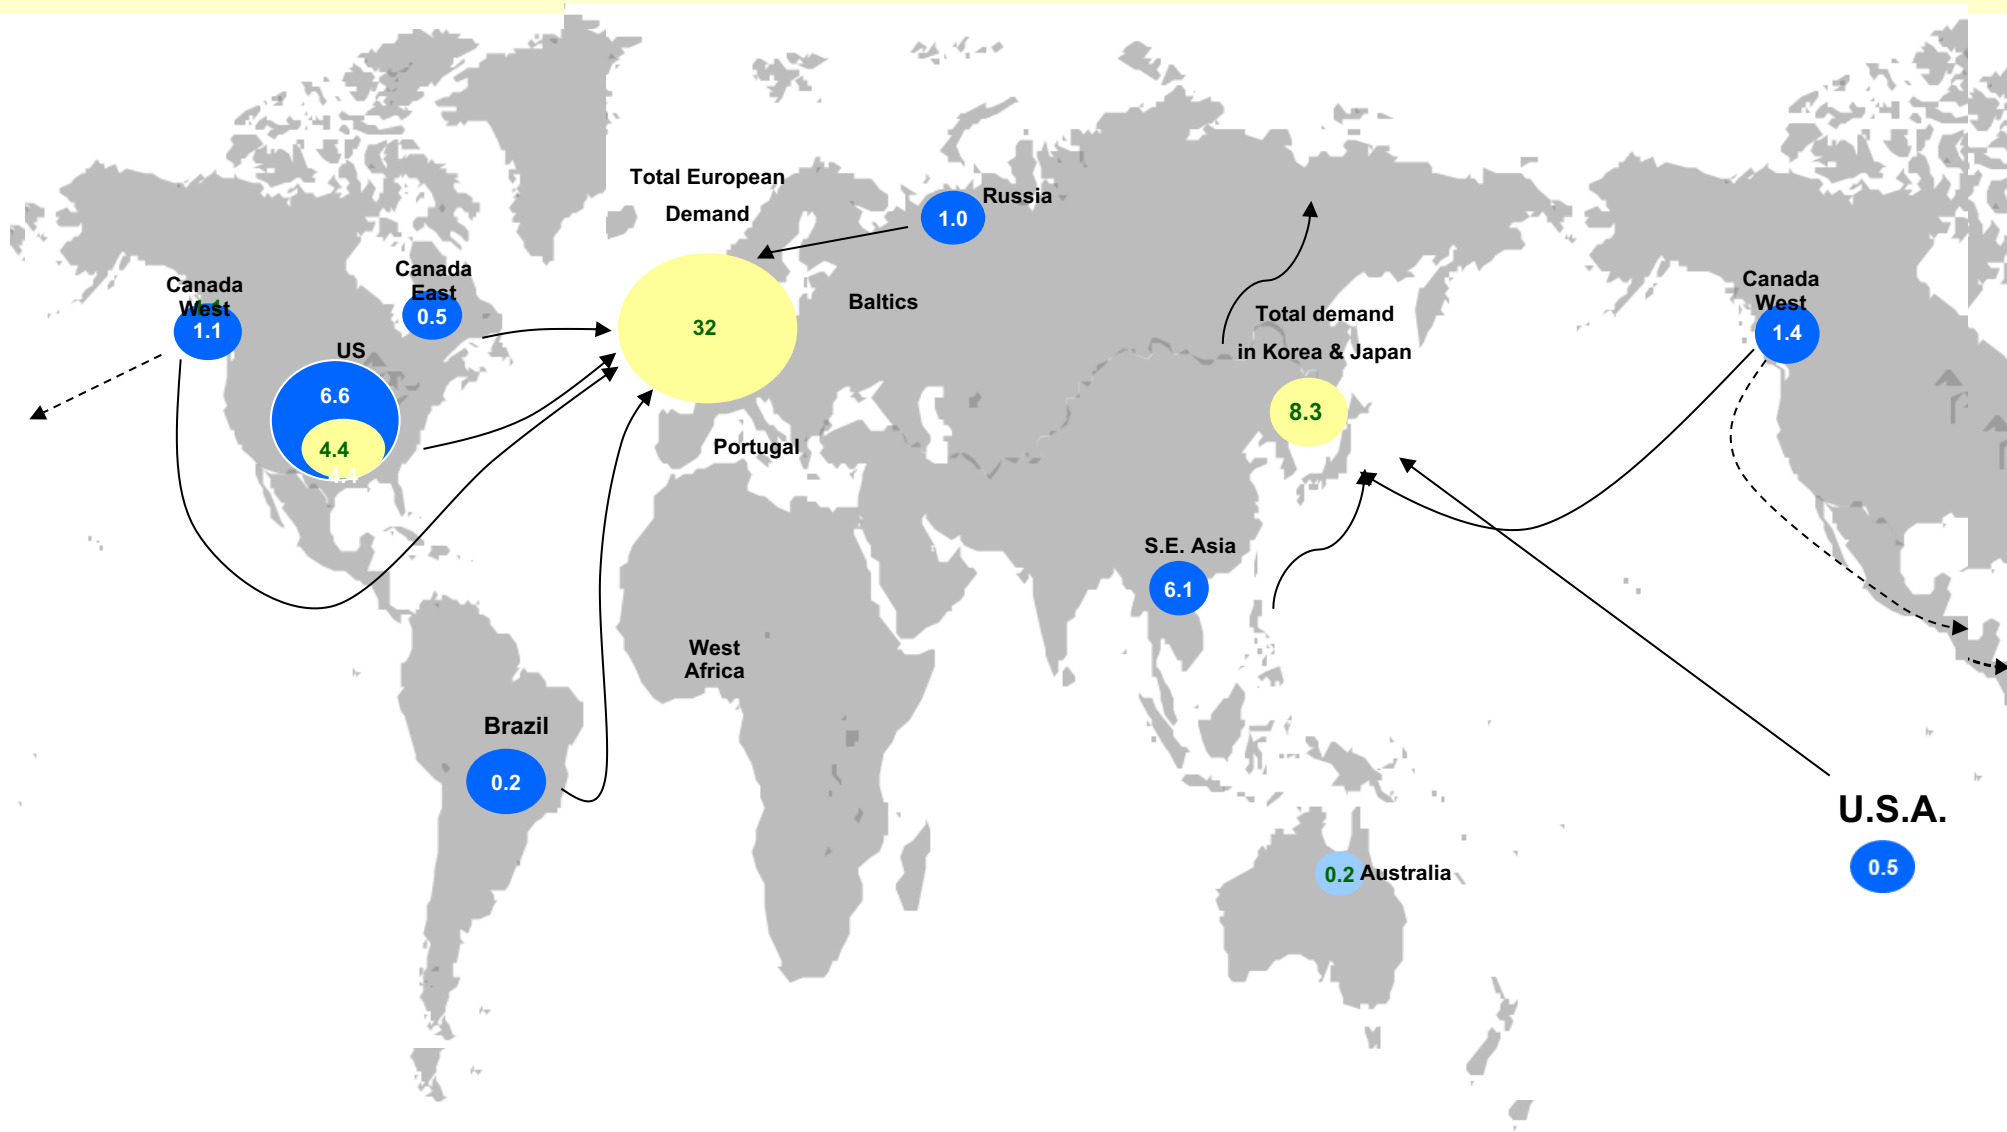 Total European
Demand
Russia
1.0
Canada
West
1.1
Canada
East
0.5
Baltics
32
US
6.6
4.4
4.4
Portugal
Total demand
in Korea & Japan
8.3
Canada
West
1.4
S.E. Asia
6.1
West
Africa
Brazil
0.2
U.S.A.
0.5
0.2 Australia